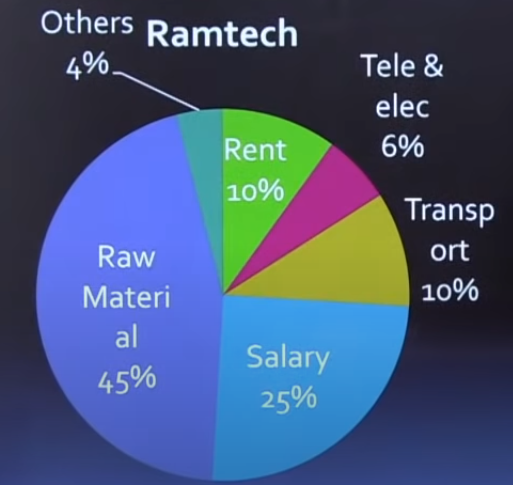 Ramtech
Others
4%
Rent
10%
Tele &
elec
6%
Transp
ort
10%
Salary
25%
Raw
Materi
al
45%